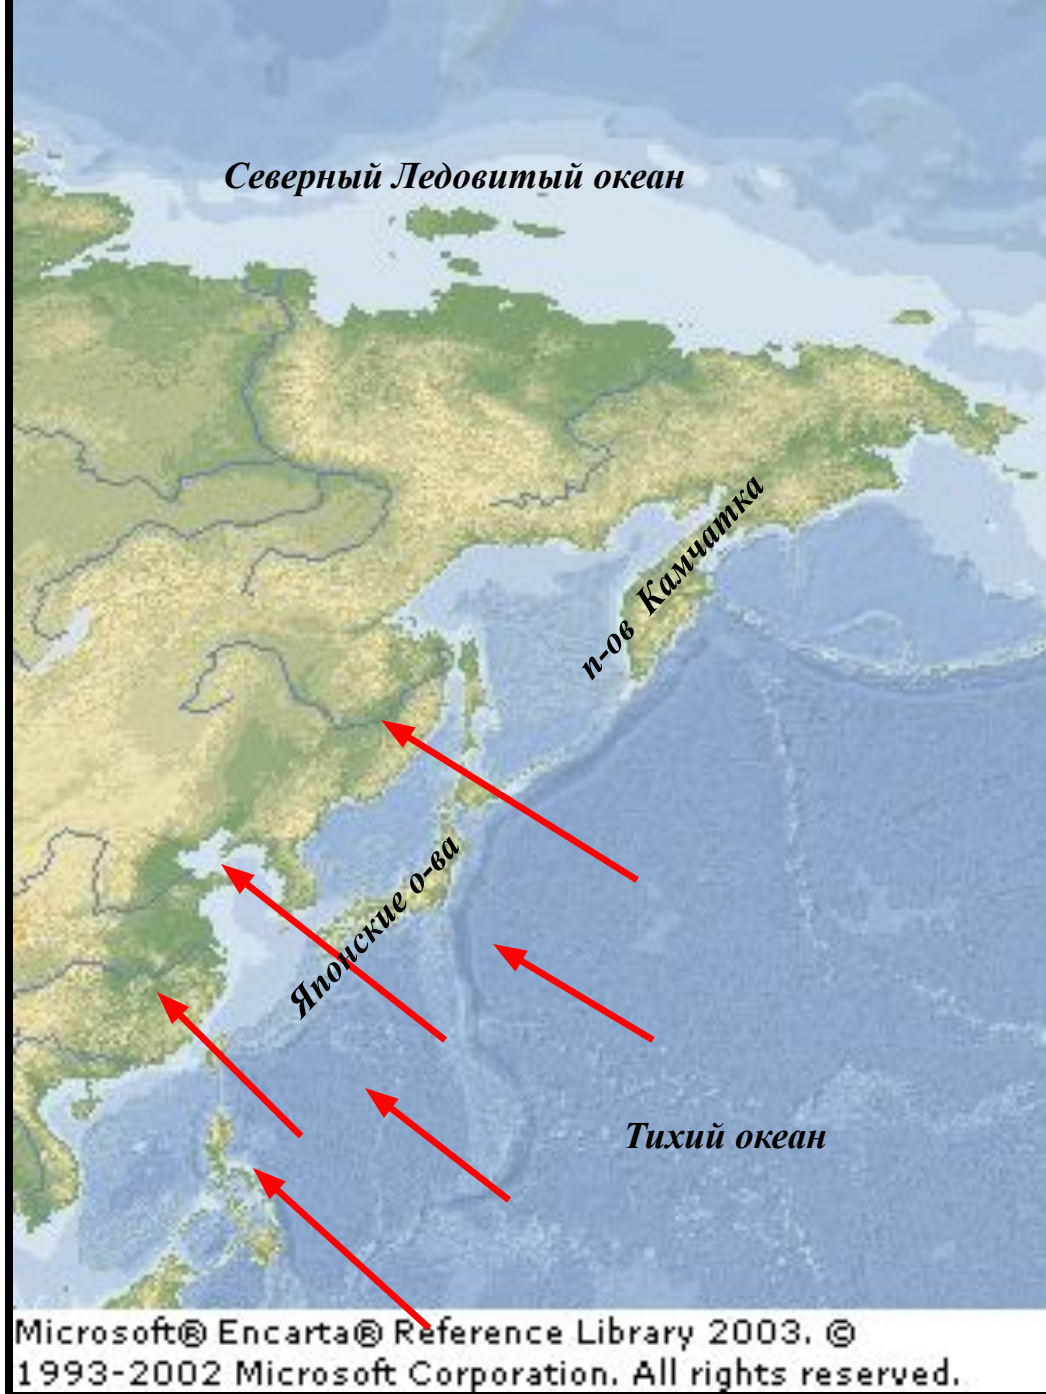 Северный Ледовитый океан
п-ов Камчатка
Японские о-ва
Тихий океан
Microsoft® Encarta® Reference Library 2003. ©
1993-2002 Microsoft Corporation. All rights reserved.